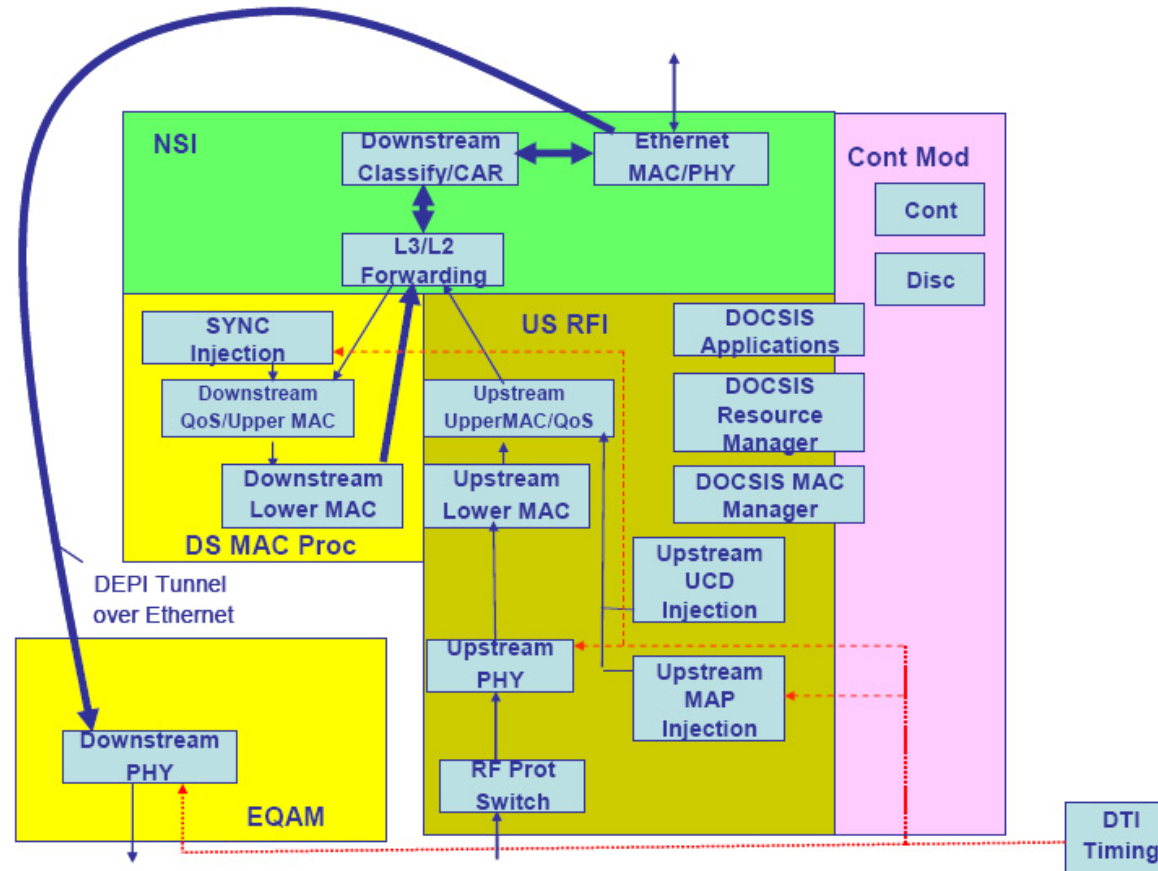 NSI
Downstream
Classify/CAR
Ethernet
MAC/PHY
Cont Mod
Cont
Disc
L3/L2
Forwarding
SYNC
Injection
US RFI
DOCSIS
Applications
Downstream
QoS/Upper MAC
Upstream
UpperMAC/QoS
DOCSIS
Resource
Manager
Downstream
Lower MAC
Upstream
Lower MAC
DOCSIS MAC
Manager
DS MAC Proc
Upstream
UCD
Injection
DEPI Tunnel
over Ethernet
Upstream
PHY
Upstream
MAP
Injection
Downstream
PHY
RF Prot
Switch
EQAM
DTI
Timing